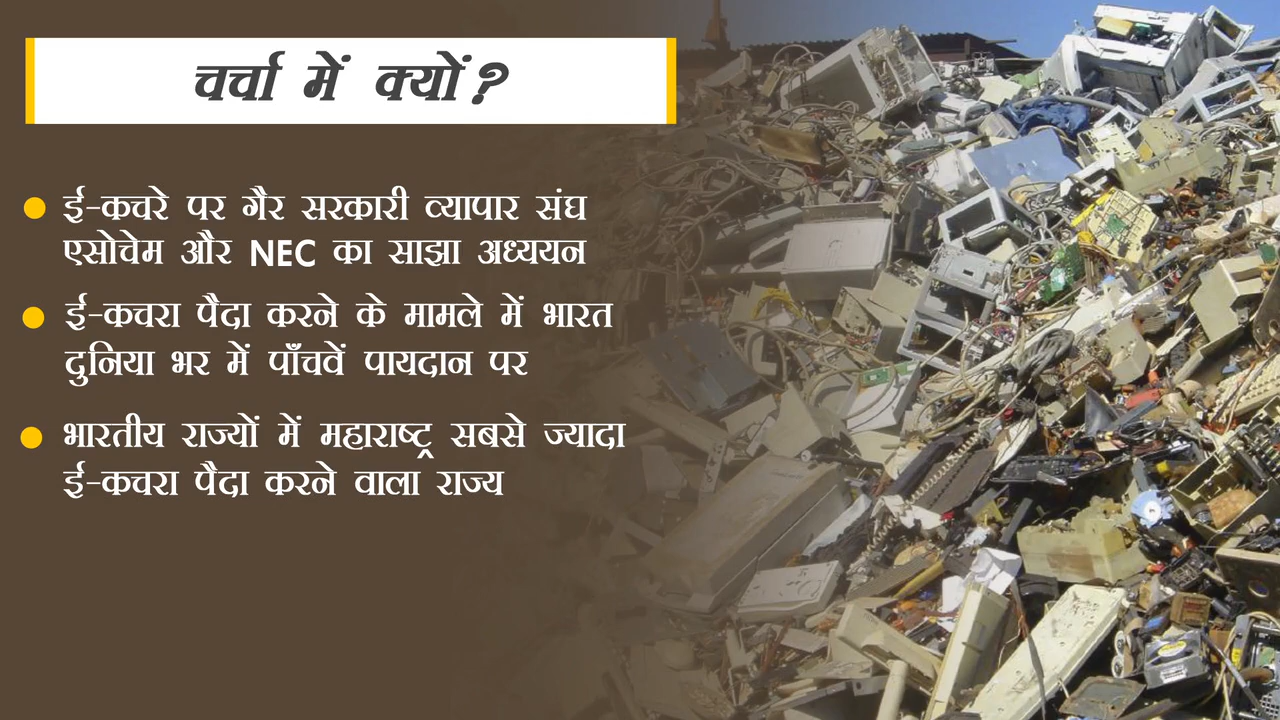 चर्चा में क्यों?
ई-कचरे पर गैर सरकारी व्यापार संघ
एसोचेम और NEC का साझा अध्ययन
ई-कचरा पैदा करने के मामले में भारत
दुनिया भर में पाँचवें पायदान पर
भारतीय राज्यों में महाराष्ट्र सबसे ज्यादा
ई-कचरा पैदा करने वाला राज्य